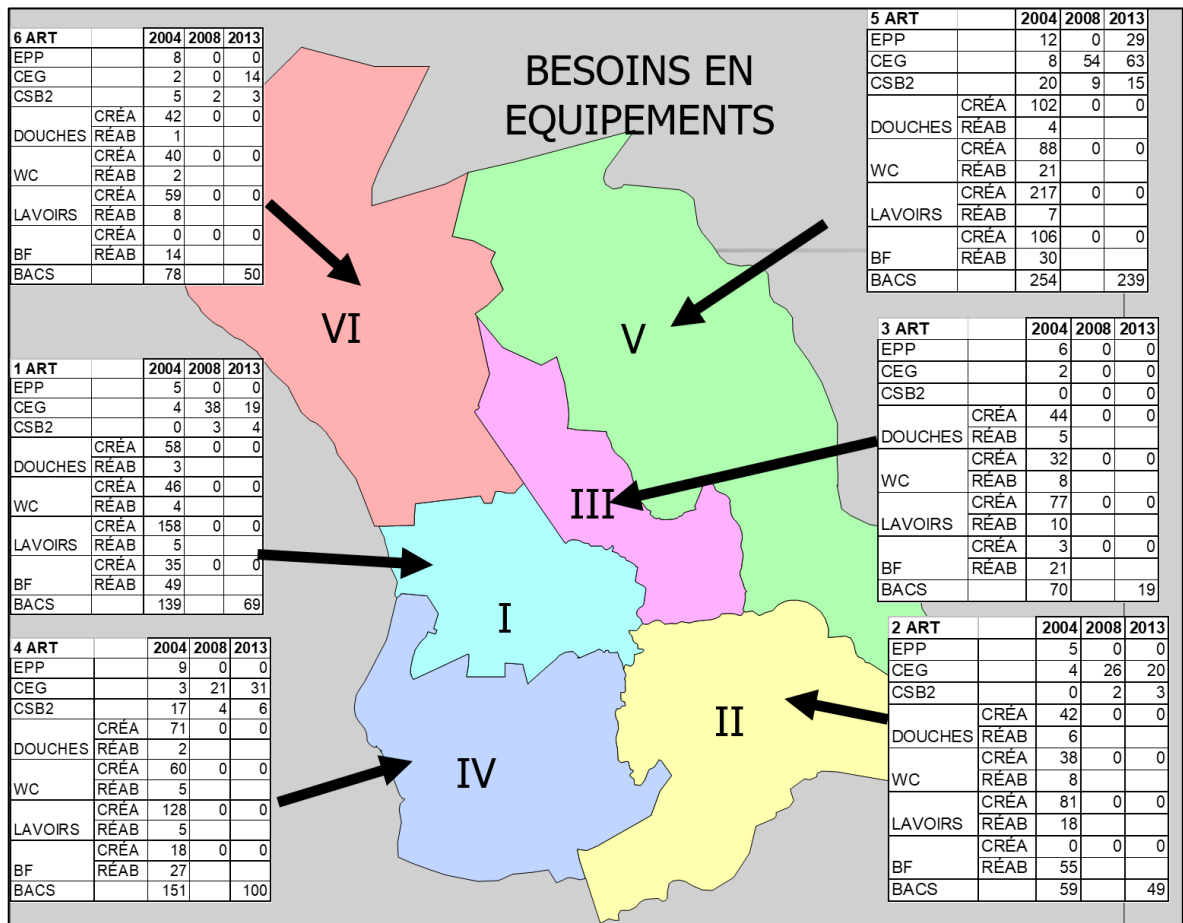 BESOINS EN
EQUIPEMENTS
6 ART 2004 2008 2013
EPP 8 0 0
CEG 2 0 14
CSB2 5 2 3
DOUCHES CRÉA 42 0 0
RÉAB 1
WC CRÉA 40 0 0
RÉAB 2
LAVOIRS CRÉA 59 0 0
RÉAB 8
BF CRÉA 0 0 0
RÉAB 14
BACS 78 50
5 ART 2004 2008 2013
EPP 12 0 29
CEG 8 54 63
CSB2 20 9 15
DOUCHES CRÉA 102 0 0
RÉAB 4
WC CRÉA 88 0 0
RÉAB 21
LAVOIRS CRÉA 217 0 0
RÉAB 7
BF CRÉA 106 0 0
RÉAB 30
BACS 254 239
1 ART 2004 2008 2013
EPP 5 0 0
CEG 4 38 19
CSB2 0 3 4
DOUCHES CRÉA 58 0 0
RÉAB 3
WC CRÉA 46 0 0
RÉAB 4
LAVOIRS CRÉA 158 0 0
RÉAB 5
BF CRÉA 35 0 0
RÉAB 49
BACS 139 69
3 ART 2004 2008 2013
EPP 6 0 0
CEG 2 0 0
CSB2 0 0 0
DOUCHES CRÉA 44 0 0
RÉAB 5
WC CRÉA 32 0 0
RÉAB 8
LAVOIRS CRÉA 77 0 0
RÉAB 10
BF CRÉA 3 0 0
RÉAB 21
BACS 70 19
4 ART 2004 2008 2013
EPP 9 0 0
CEG 3 21 31
CSB2 17 4 6
DOUCHES CRÉA 71 0 0
RÉAB 2
WC CRÉA 60 0 0
RÉAB 5
LAVOIRS CRÉA 128 0 0
RÉAB 5
BF CRÉA 18 0 0
RÉAB 27
BACS 151 100
2 ART 2004 2008 2013
EPP 5 0 0
CEG 4 26 20
CSB2 0 2 3
DOUCHES CRÉA 42 0 0
RÉAB 6
WC CRÉA 38 0 0
RÉAB 8
LAVOIRS CRÉA 81 0 0
RÉAB 18
BF CRÉA 0 0 0
RÉAB 55
BACS 59 49
VI
V
III
I
II
IV